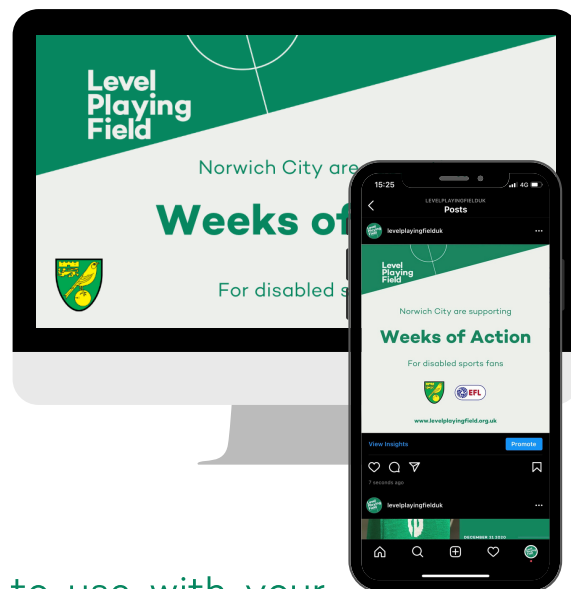 Level
Playing
Field
Norwich City are
Weeks of
For disabled s
15:25
4G
LEVELPLAYINGFIELDUK
Posts
levelplayingfielduk
Level
Playing
Field
Norwich City are supporting
Weeks of Action
For disabled sports fans
EFL
www.levelplayingfield.org.uk
View Insights
Promote
7 seconds ago
levelplayingfielduk
DECEMBER 31 2020
to use with your